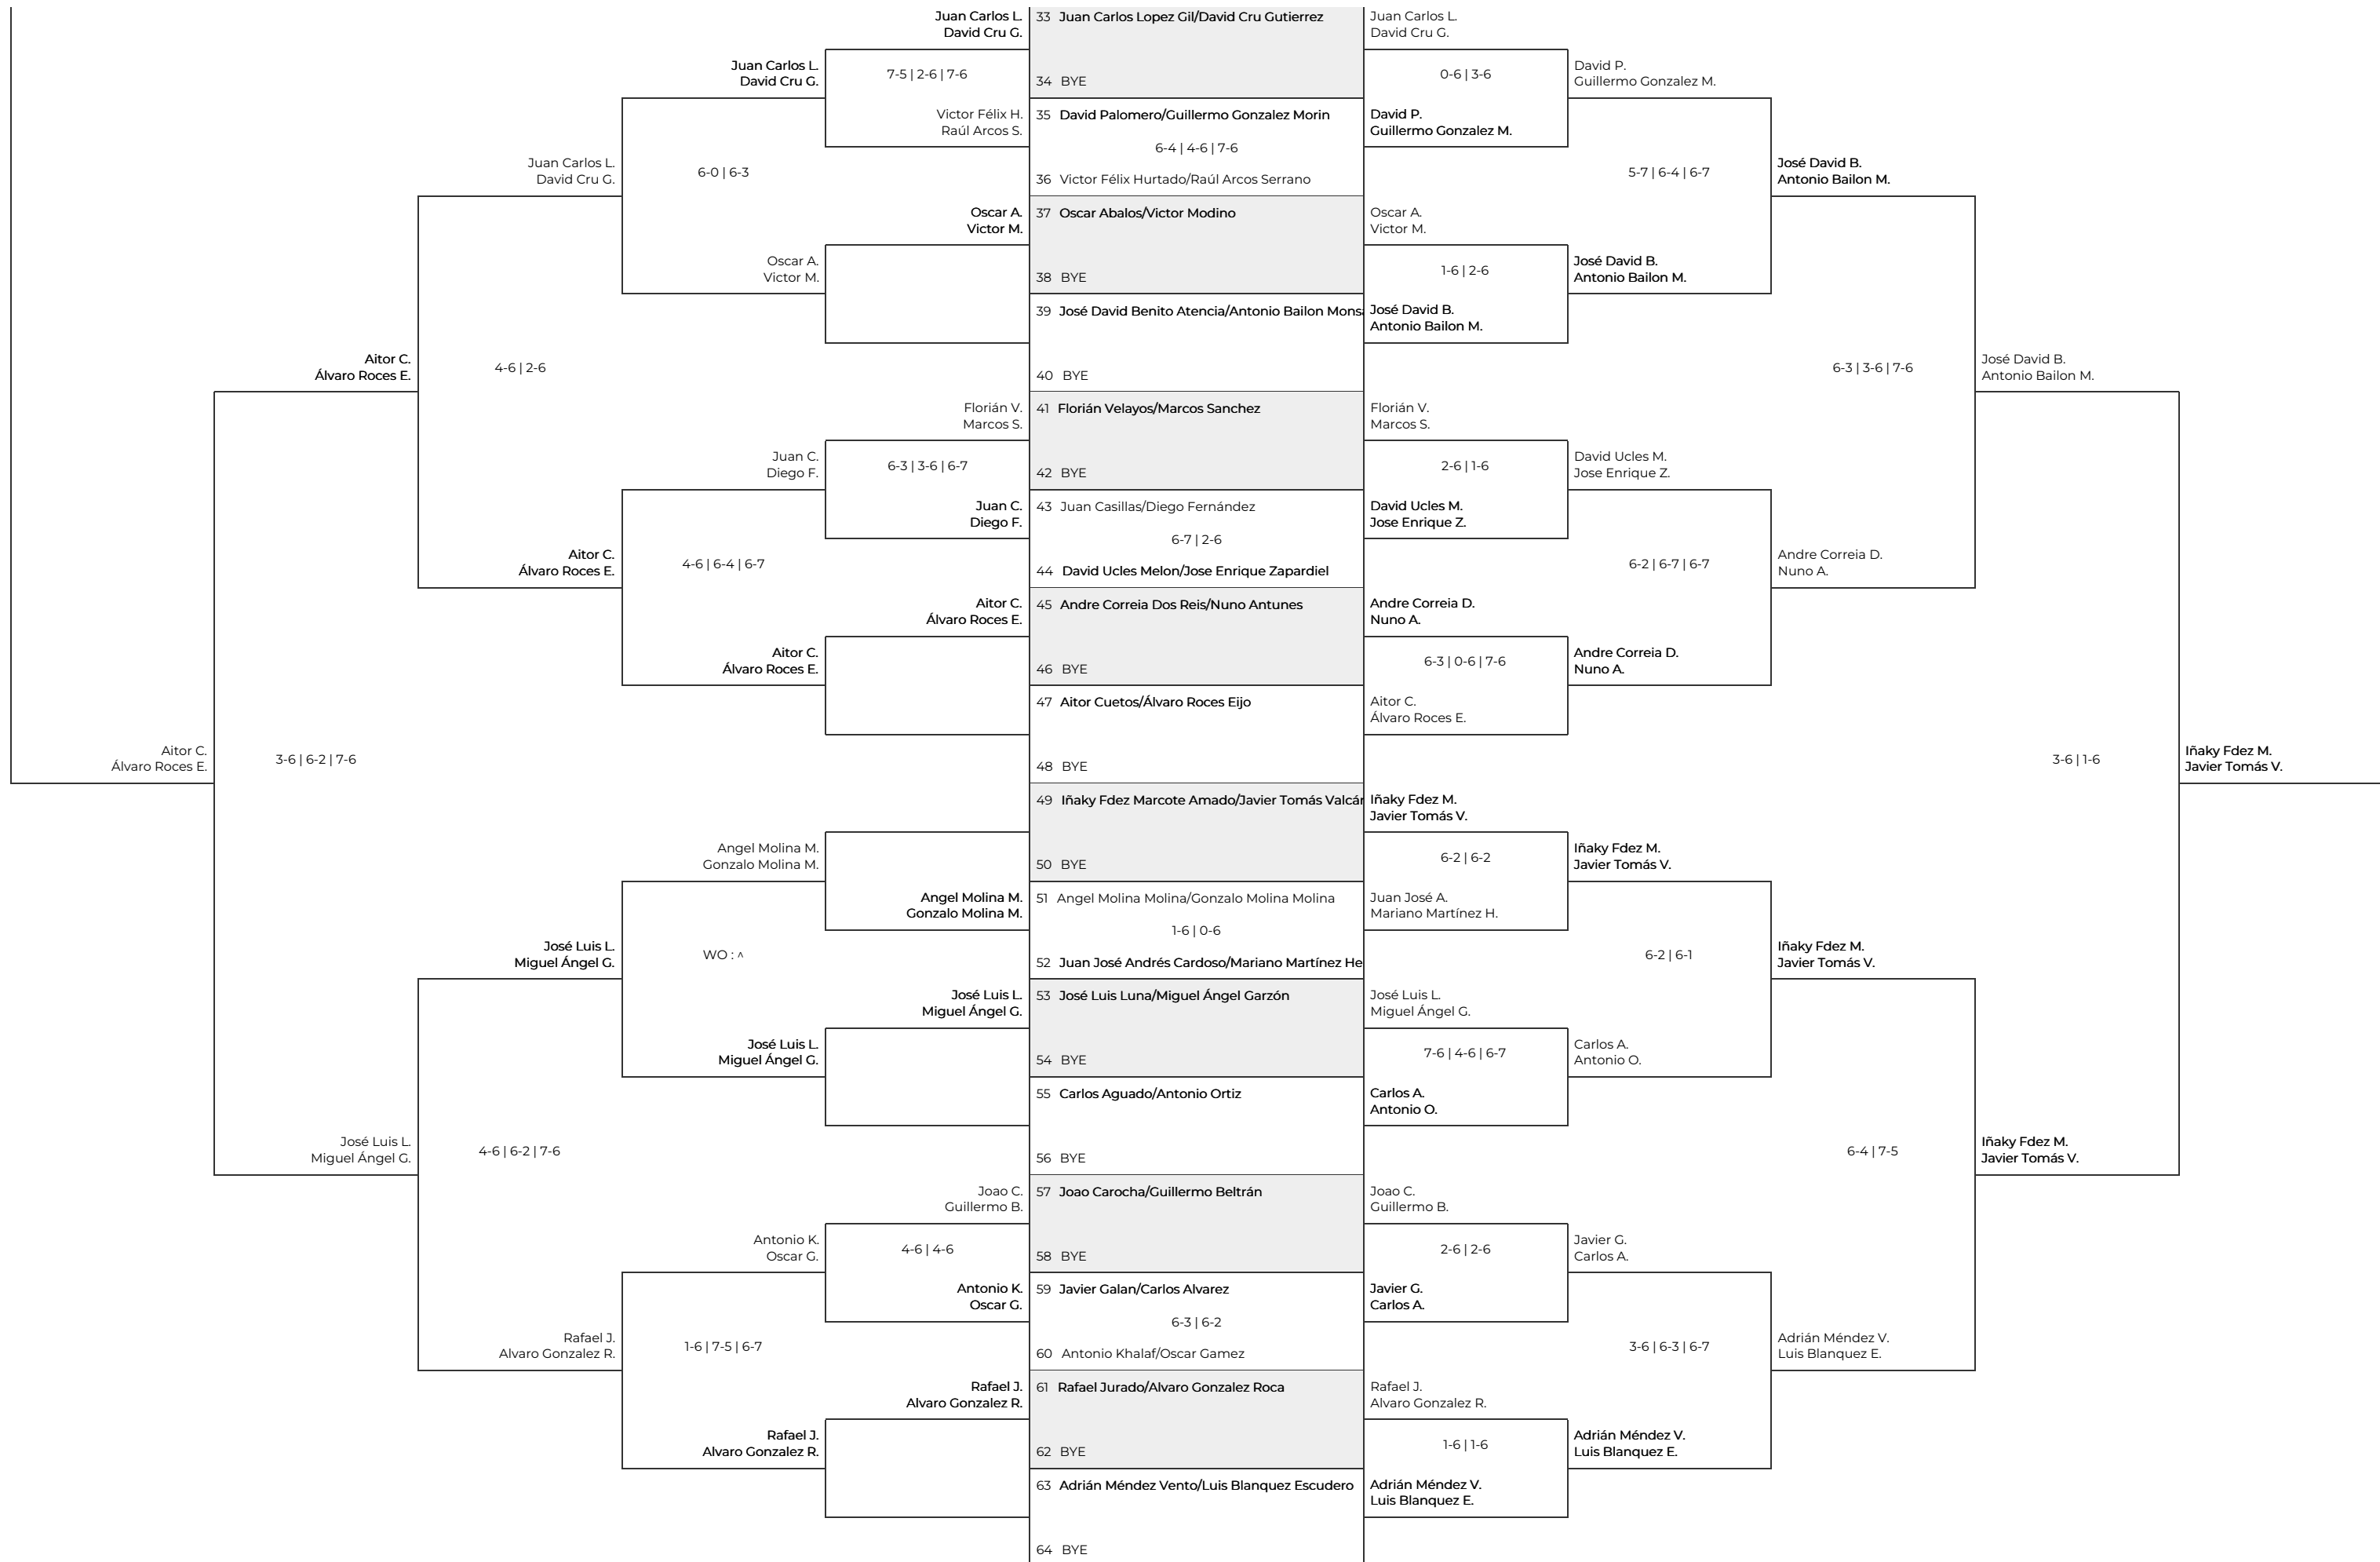 Juan Carlos L.
David Cru G.
33 Juan Carlos Lopez Gil/David Cru Gutierrez
Juan Carlos L.
David Cru G.
Juan Carlos L.
David Cru G.
7-5 | 2-6 | 7-6
34 BYE
0-6 | 3-6
David P.
Guillermo Gonzalez M.
Victor Félix H.
Raúl Arcos S.
35 David Palomero/Guillermo Gonzalez Morin
David P.
Guillermo Gonzalez M.
6-4 | 4-6 | 7-6
Juan Carlos L.
David Cru G.
6-0 | 6-3
36 Victor Félix Hurtado/Raúl Arcos Serrano
5-7 | 6-4 | 6-7
José David B.
Antonio Bailon M.
Oscar A.
Victor M.
37 Oscar Abalos/Victor Modino
Oscar A.
Victor M.
Oscar A.
Victor M.
38 BYE
1-6 | 2-6
José David B.
Antonio Bailon M.
39 José David Benito Atencia/Antonio Bailon Mons
José David B.
Antonio Bailon M.
Aitor C.
Álvaro Roces E.
4-6 | 2-6
40 BYE
6-3 | 3-6 | 7-6
José David B.
Antonio Bailon M.
Florián V.
Marcos S.
41 Florián Velayos/Marcos Sanchez
Florián V.
Marcos S.
Juan C.
Diego F.
6-3 | 3-6 | 6-7
42 BYE
2-6 | 1-6
David Ucles M.
Jose Enrique Z.
Juan C.
Diego F.
43 Juan Casillas/Diego Fernández
David Ucles M.
Jose Enrique Z.
6-7 | 2-6
Aitor C.
Álvaro Roces E.
4-6 | 6-4 | 6-7
44 David Ucles Melon/Jose Enrique Zapardiel
6-2 | 6-7 | 6-7
Andre Correia D.
Nuno A.
Aitor C.
Álvaro Roces E.
45 Andre Correia Dos Reis/Nuno Antunes
Andre Correia D.
Nuno A.
Aitor C.
Álvaro Roces E.
46 BYE
6-3 | 0-6 | 7-6
Andre Correia D.
Nuno A.
47 Aitor Cuetos/Álvaro Roces Eijo
Aitor C.
Álvaro Roces E.
Aitor C.
Álvaro Roces E.
3-6 | 6-2 | 7-6
48 BYE
3-6 | 1-6
Iñaky Fdez M.
Javier Tomás V.
49 Iñaky Fdez Marcote Amado/Javier Tomás Valcár
Iñaky Fdez M.
Javier Tomás V.
Angel Molina M.
Gonzalo Molina M.
50 BYE
6-2 | 6-2
Iñaky Fdez M.
Javier Tomás V.
Angel Molina M.
Gonzalo Molina M.
51 Angel Molina Molina/Gonzalo Molina Molina
Juan José A.
Mariano Martínez H.
1-6 | 0-6
José Luis L.
Miguel Ángel G.
WO : ^
52 Juan José Andrés Cardoso/Mariano Martínez He
6-2 | 6-1
Iñaky Fdez M.
Javier Tomás V.
José Luis L.
Miguel Ángel G.
53 José Luis Luna/Miguel Ángel Garzón
José Luis L.
Miguel Ángel G.
José Luis L.
Miguel Ángel G.
54 BYE
7-6 | 4-6 | 6-7
Carlos A.
Antonio O.
55 Carlos Aguado/Antonio Ortiz
Carlos A.
Antonio O.
José Luis L.
Miguel Ángel G.
4-6 | 6-2 | 7-6
56 BYE
6-4 | 7-5
Iñaky Fdez M.
Javier Tomás V.
Joao C.
Guillermo B.
57 Joao Carocha/Guillermo Beltrán
Joao C.
Guillermo B.
Antonio K.
Oscar G.
4-6 | 4-6
58 BYE
2-6 | 2-6
Javier G.
Carlos A.
Antonio K.
Oscar G.
59 Javier Galan/Carlos Alvarez
Javier G.
Carlos A.
6-3 | 6-2
Rafael J.
Alvaro Gonzalez R.
1-6 | 7-5 | 6-7
60 Antonio Khalaf/Oscar Gamez
3-6 | 6-3 | 6-7
Adrián Méndez V.
Luis Blanquez E.
Rafael J.
Alvaro Gonzalez R.
61 Rafael Jurado/Alvaro Gonzalez Roca
Rafael J.
Alvaro Gonzalez R.
Rafael J.
Alvaro Gonzalez R.
62 BYE
1-6 | 1-6
Adrián Méndez V.
Luis Blanquez E.
63 Adrián Méndez Vento/Luis Blanquez Escudero
Adrián Méndez V.
Luis Blanquez E.
64 BYE